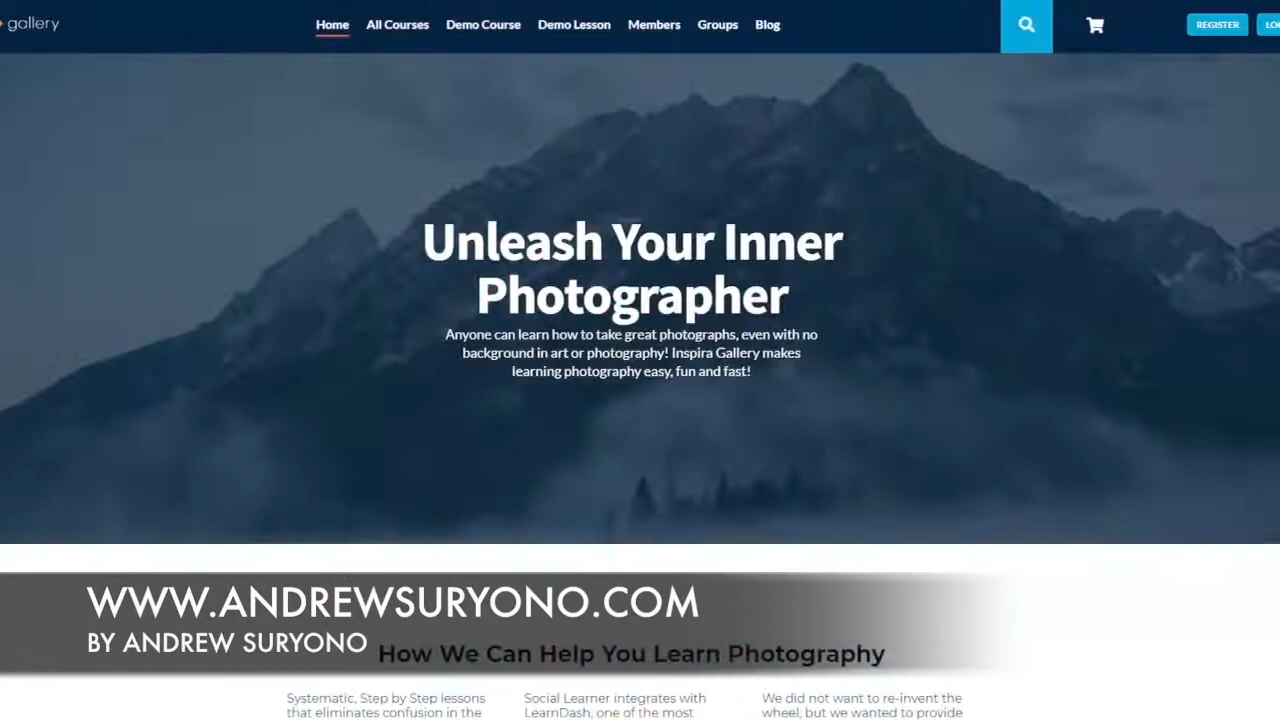 gallery
Home All Courses Demo Course Demo Lesson Members Groups Blog
REGISTER
Unleash Your Inner
Photographer
Anyone can learn how to take great photographs, even with no
background in art or photography! Inspira Gallery makes
learning photography easy, fun and fast!
WWW.ANDREWSURYONO.COM
BY ANDREW SURYONO
How We Can Help You Learn Photography
Systematic, Step by Step lessons
that eliminates confusion in the
Social Learner integrates with
LearnDash, one of the most
We did not want to re-invent the
wheel, but we wanted to provide